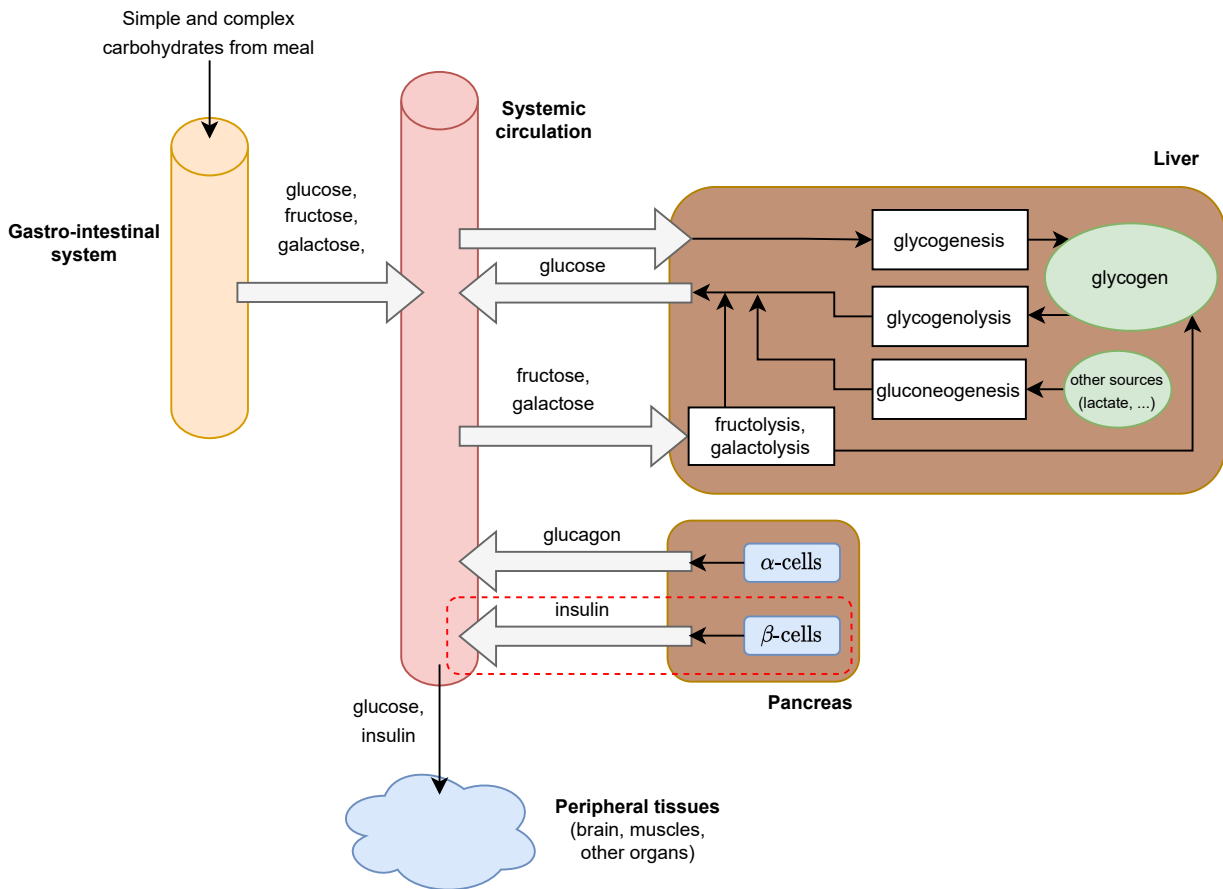 Simple and complex
carbohydrates from meal
Systemic
circulation
Liver
Gastro-intestinal
system
glucose,
fructose,
galactose,
glucose
glycogenesis
glycogen
glycogenolysis
gluconeogenesis
other sources
(lactate, ...)
fructose,
galactose
fructolysis,
galactolysis
glucagon
α-cells
insulin
β-cells
Pancreas
glucose,
insulin
Peripheral tissues
(brain, muscles,
other organs)